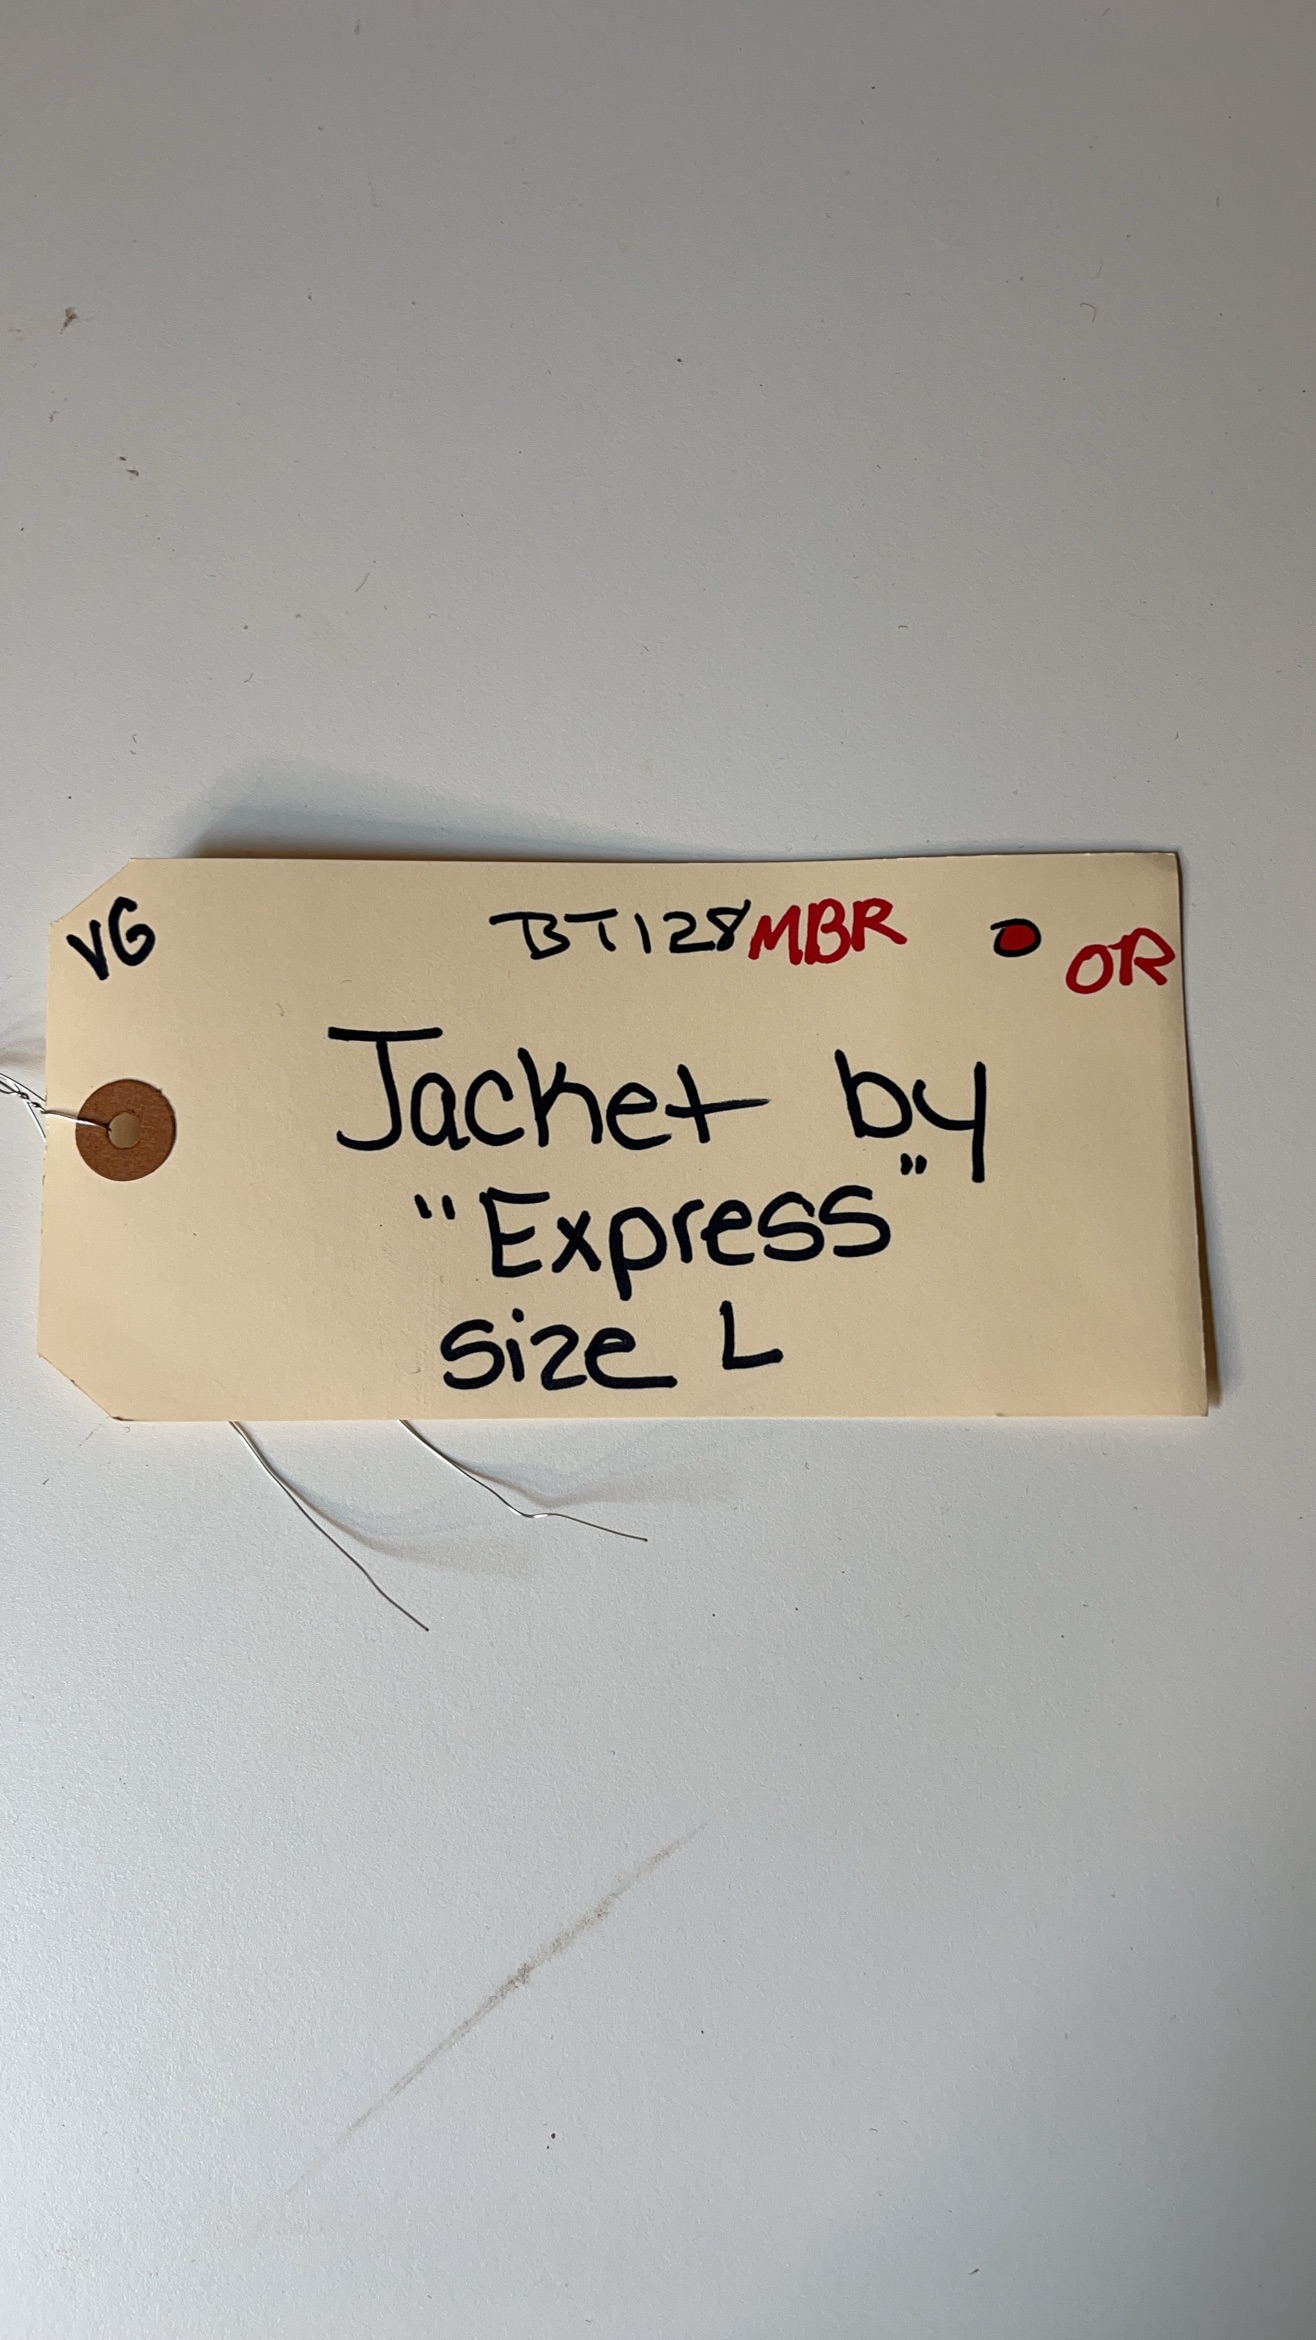 VG BT128MBR OR
Jacket by
"Express"
size L